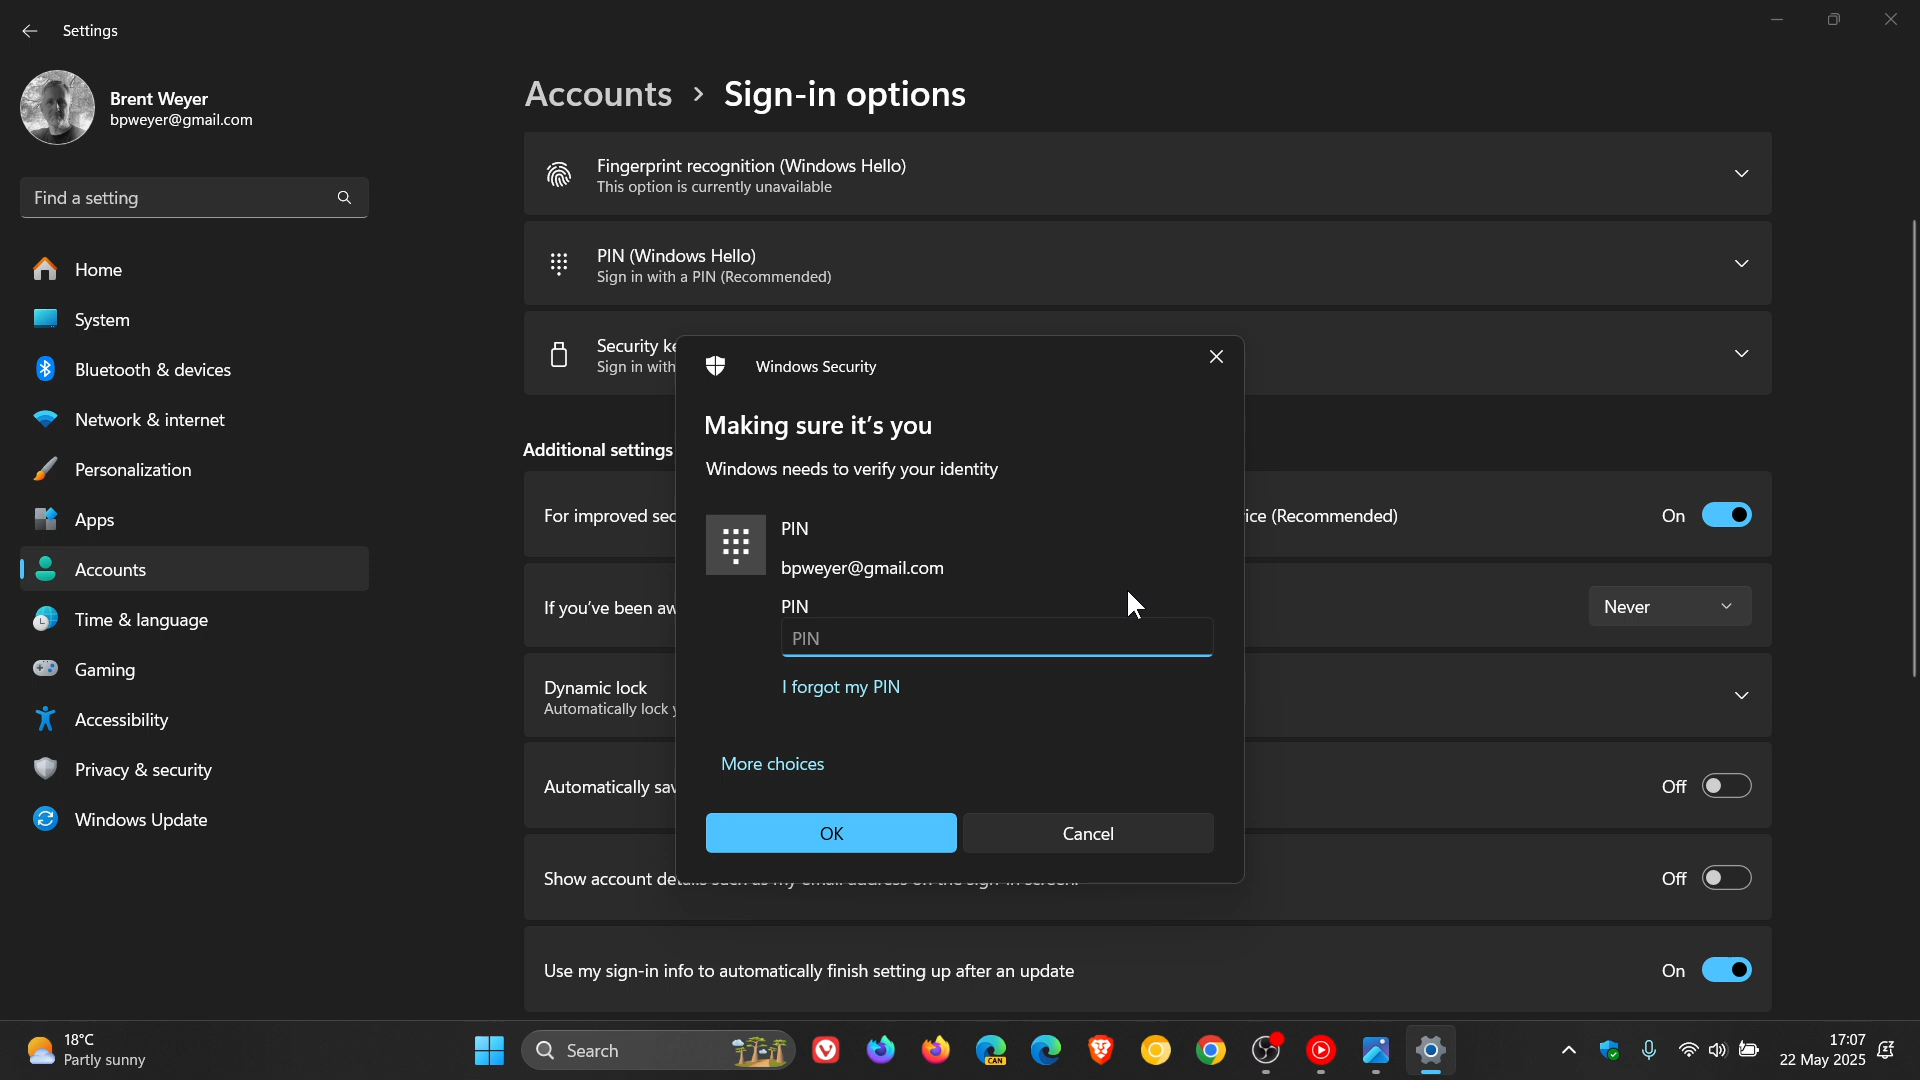 Settings
Brent Weyer
bpweyer@gmail.com
Find a setting
Home
System
Bluetooth & devices
Network & internet
Personalization
Apps
Accounts
Time & language
Gaming
Accessibility
Privacy & security
Windows Update
Accounts > Sign-in options
Fingerprint recognition (Windows Hello)
This option is currently unavailable
PIN (Windows Hello)
Sign in with a PIN (Recommended)
Security
Sign in with
Additional settings
For improved ice (Recommended) On
If you've been Never
Dynamic lock
Automatically lock
Automatically Off
Show account Off
Use my sign-in info to automatically finish setting up after an update On
Windows Security
Making sure it's you
Windows needs to verify your identity
PIN
bpweyer@gmail.com
PIN
PIN
I forgot my PIN
More choices
OK Cancel
18°C
Partly sunny
Search
CAN
17:07
22 May 2025